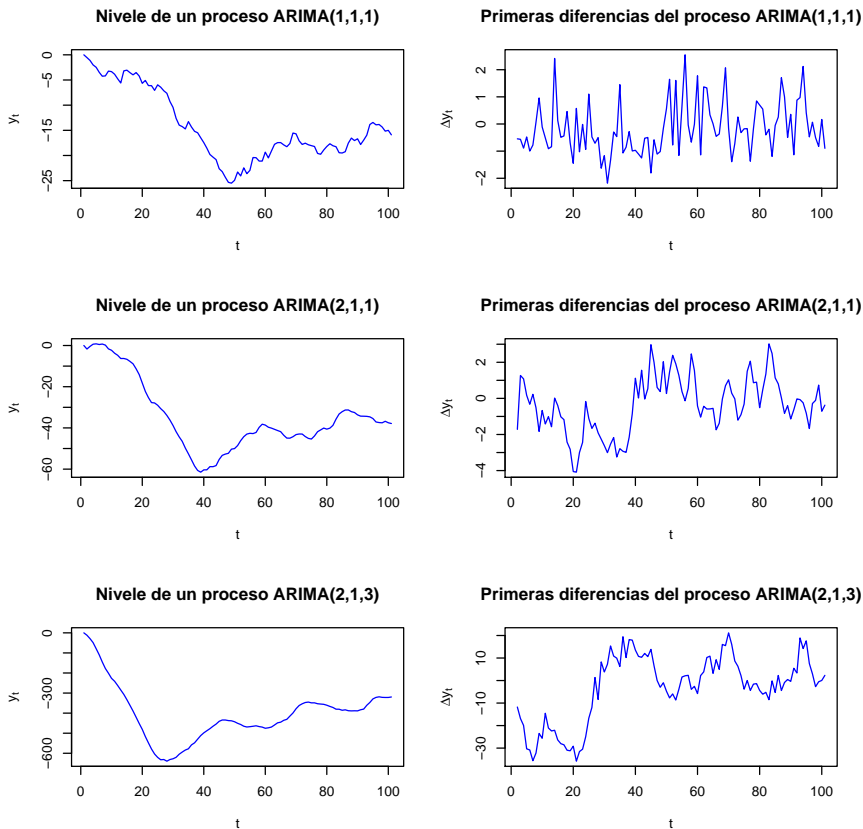 Nivele de un proceso ARIMA(1,1,1)
y_t
0
−5
−15
−25
0 20 40 60 80 100
t
Primeras diferencias del proceso ARIMA(1,1,1)
Δy_t
2
1
0
−2
0 20 40 60 80 100
t
Nivele de un proceso ARIMA(2,1,1)
y_t
0
−20
−40
−60
0 20 40 60 80 100
t
Primeras diferencias del proceso ARIMA(2,1,1)
Δy_t
2
0
−2
−4
0 20 40 60 80 100
t
Nivele de un proceso ARIMA(2,1,3)
y_t
0
−300
−600
0 20 40 60 80 100
t
Primeras diferencias del proceso ARIMA(2,1,3)
Δy_t
10
−10
−30
0 20 40 60 80 100
t